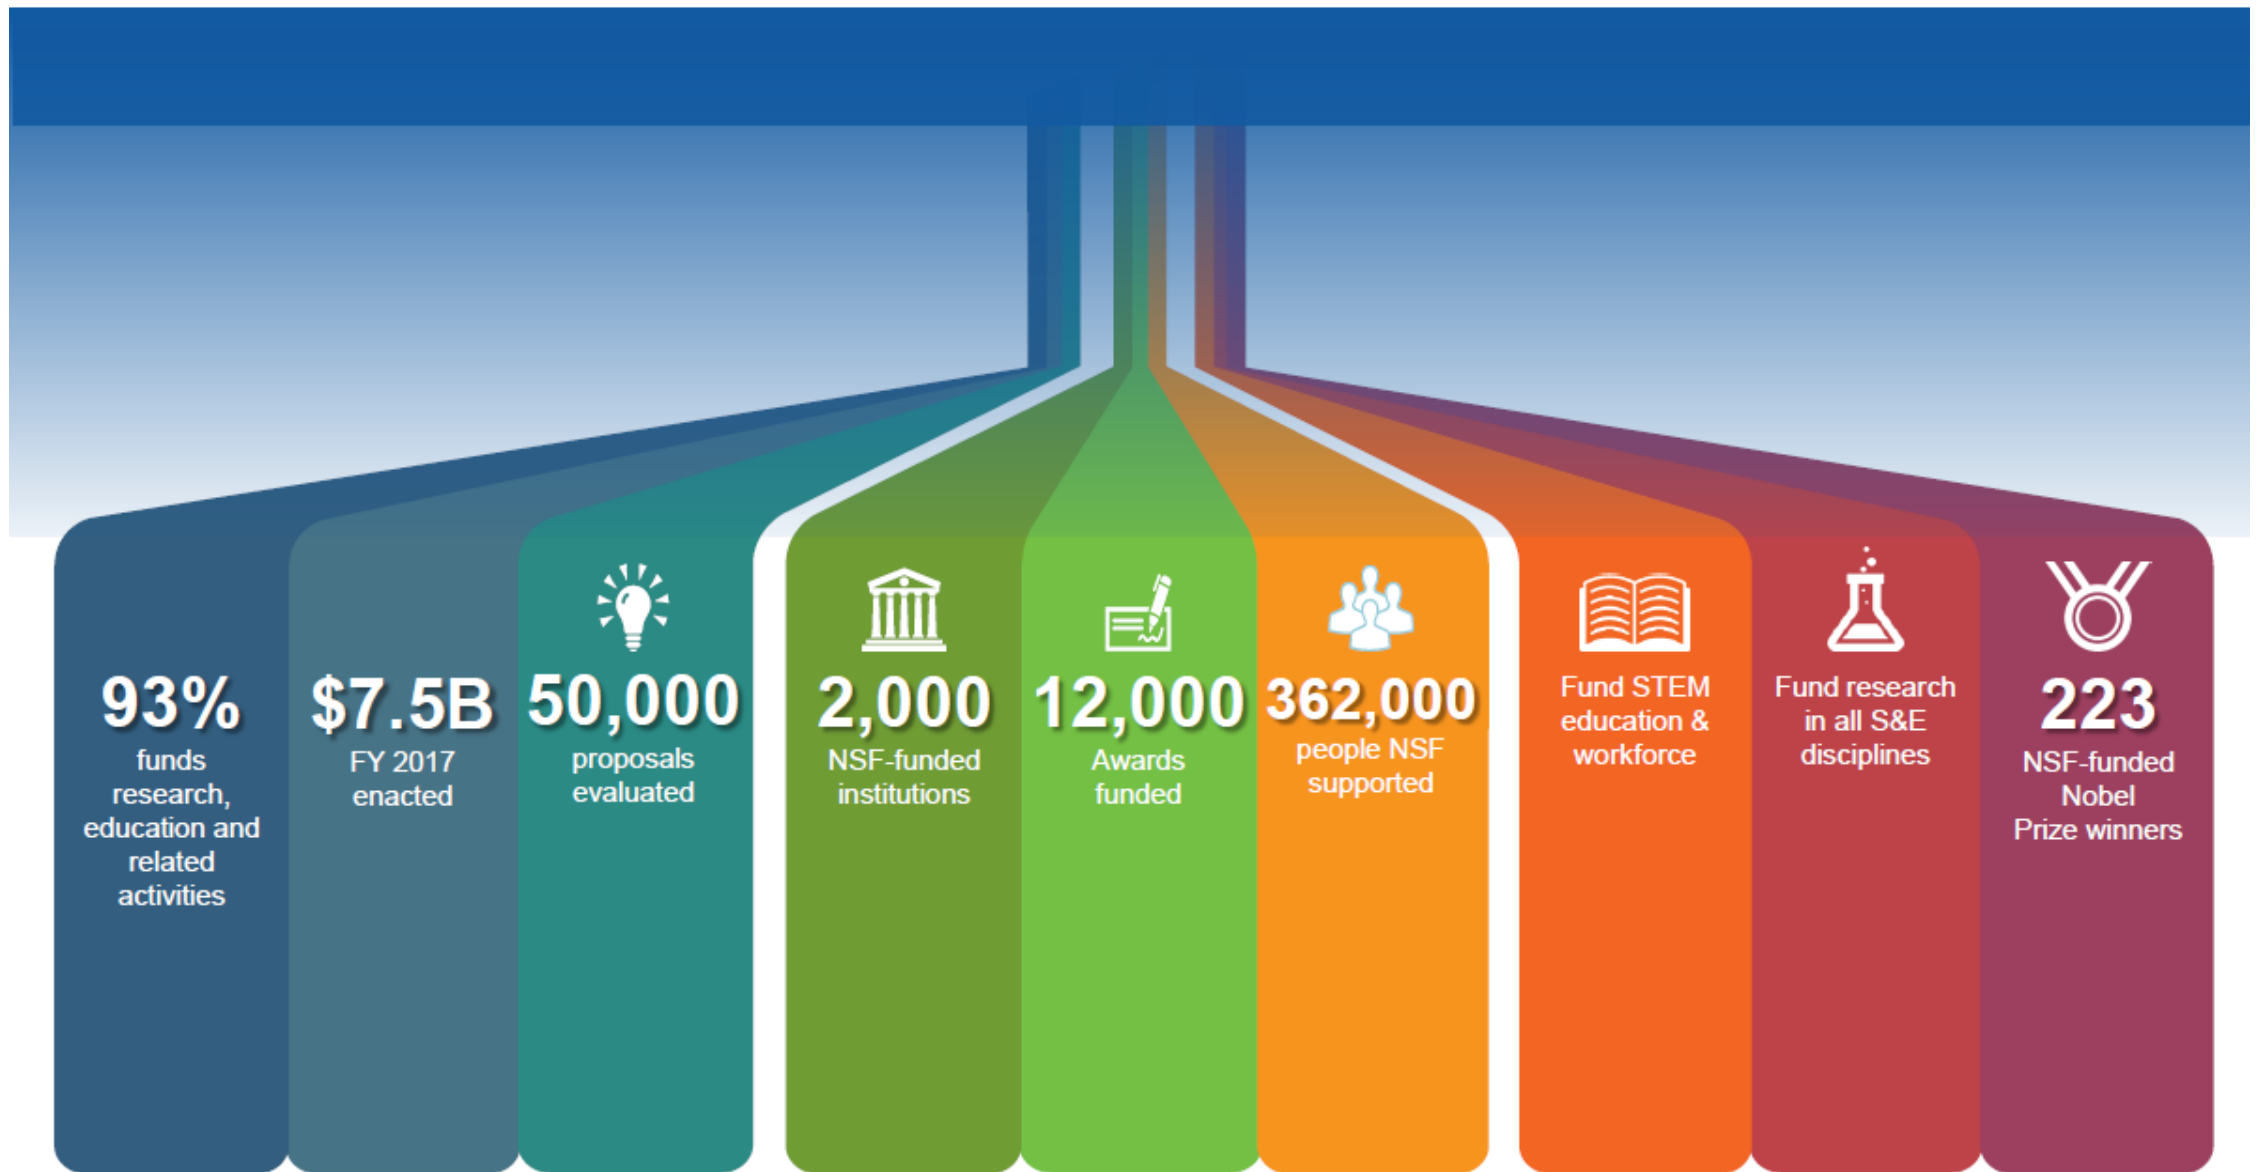 93%
funds
research,
education and
related
activities
$7.5B
FY 2017
enacted
50,000
proposals
evaluated
2,000
NSF-funded
institutions
12,000
Awards
funded
362,000
people NSF
supported
Fund STEM
education &
workforce
Fund research
in all S&E
disciplines
223
NSF-funded
Nobel
Prize winners